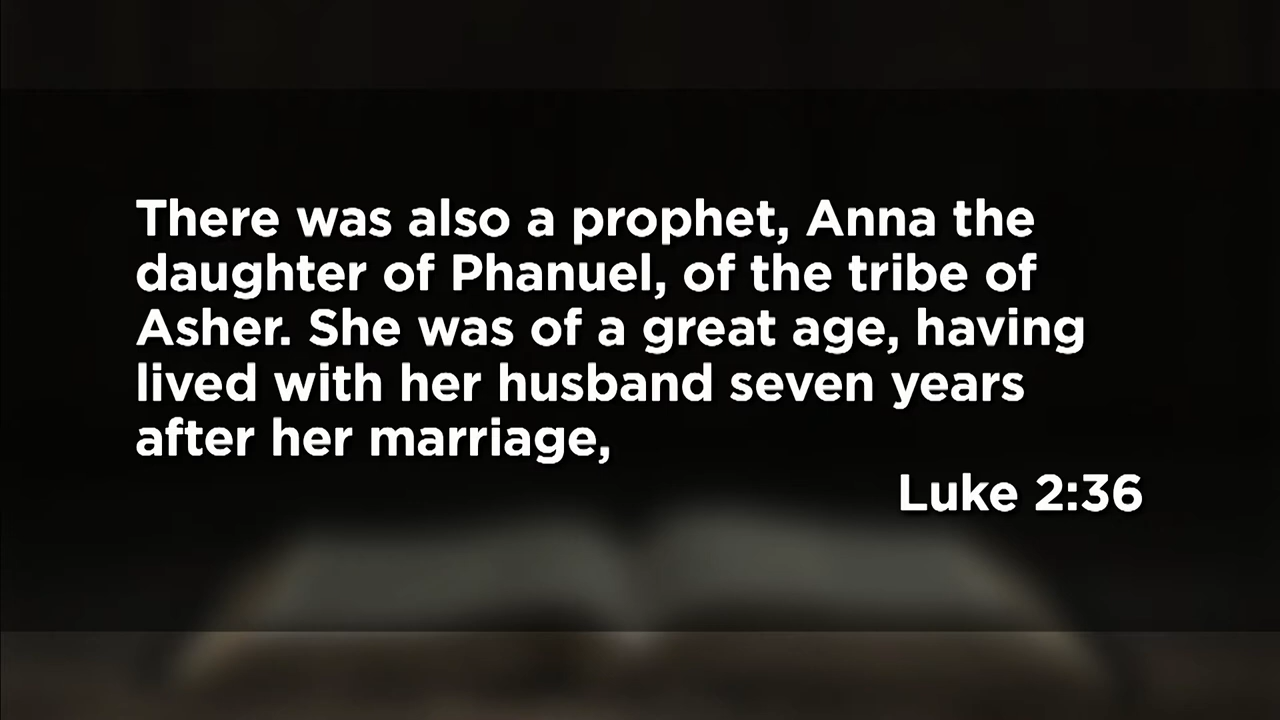 There was also a prophet, Anna the
daughter of Phanuel, of the tribe of
Asher. She was of a great age, having
lived with her husband seven years
after her marriage,
Luke 2:36